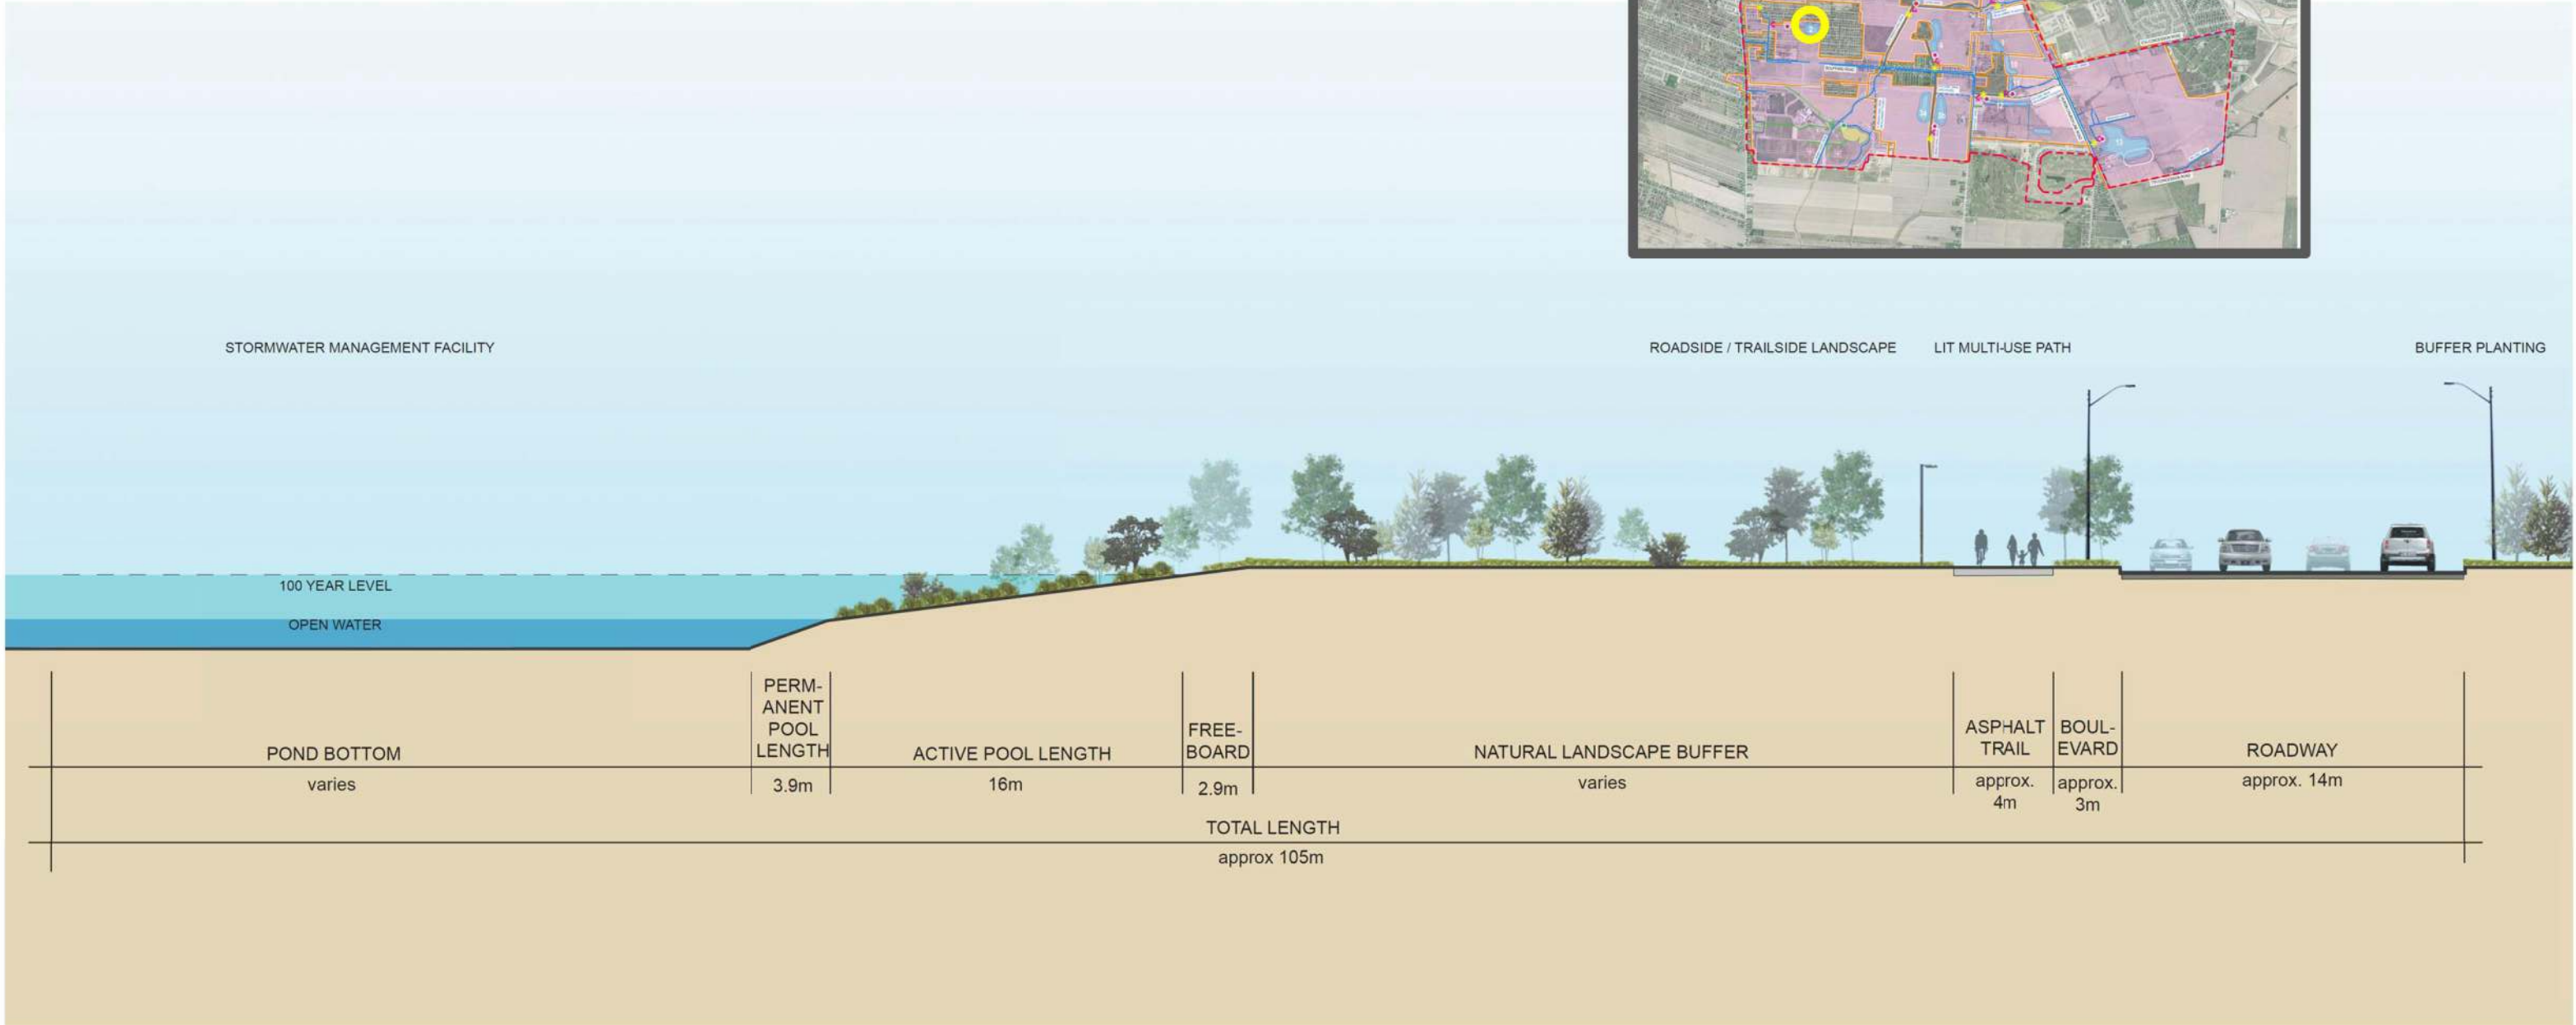 STORMWATER MANAGEMENT FACILITY
ROADSIDE / TRAILSIDE LANDSCAPE
LIT MULTI-USE PATH
BUFFER PLANTING
100 YEAR LEVEL
OPEN WATER
POND BOTTOM
varies
PERM-
ANENT
POOL
LENGTH
3.9m
ACTIVE POOL LENGTH
16m
FREE-
BOARD
2.9m
NATURAL LANDSCAPE BUFFER
varies
ASPHALT
TRAIL
approx.
4m
BOUL-
EVARD
approx.
3m
ROADWAY
approx. 14m
TOTAL LENGTH
approx 105m